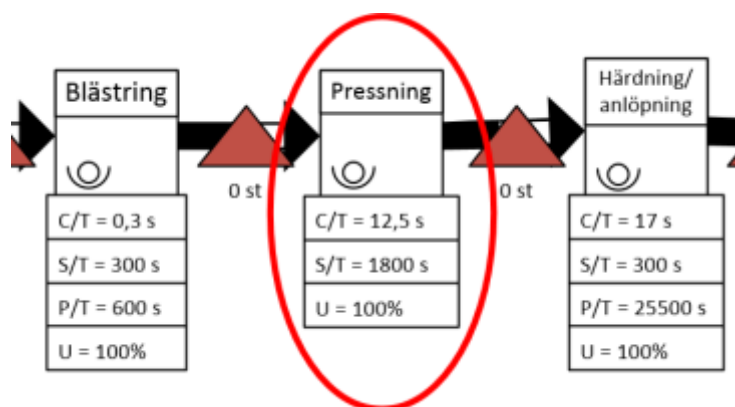 Blästring
C/T = 0,3 s
S/T = 300 s
P/T = 600 s
U = 100%
0 st
Pressning
C/T = 12,5 s
S/T = 1800 s
U = 100%
0 st
Härdning/
anlöpning
C/T = 17 s
S/T = 300 s
P/T = 25500 s
U = 100%